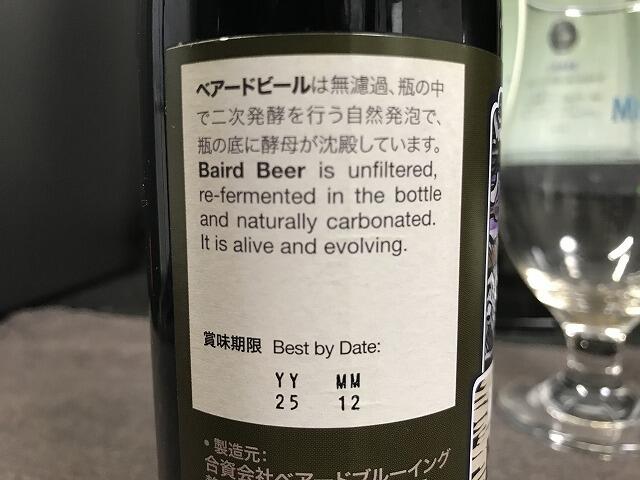 ベアードビールは無濾過、瓶の中
で二次発酵を行う自然発泡で、
瓶の底に酵母が沈殿しています。
Baird Beer is unfiltered,
re-fermented in the bottle
and naturally carbonated.
It is alive and evolving.
賞味期限 Best by Date:
YY MM
25 12
• 製造元:
合資会社ベアードブルーイング